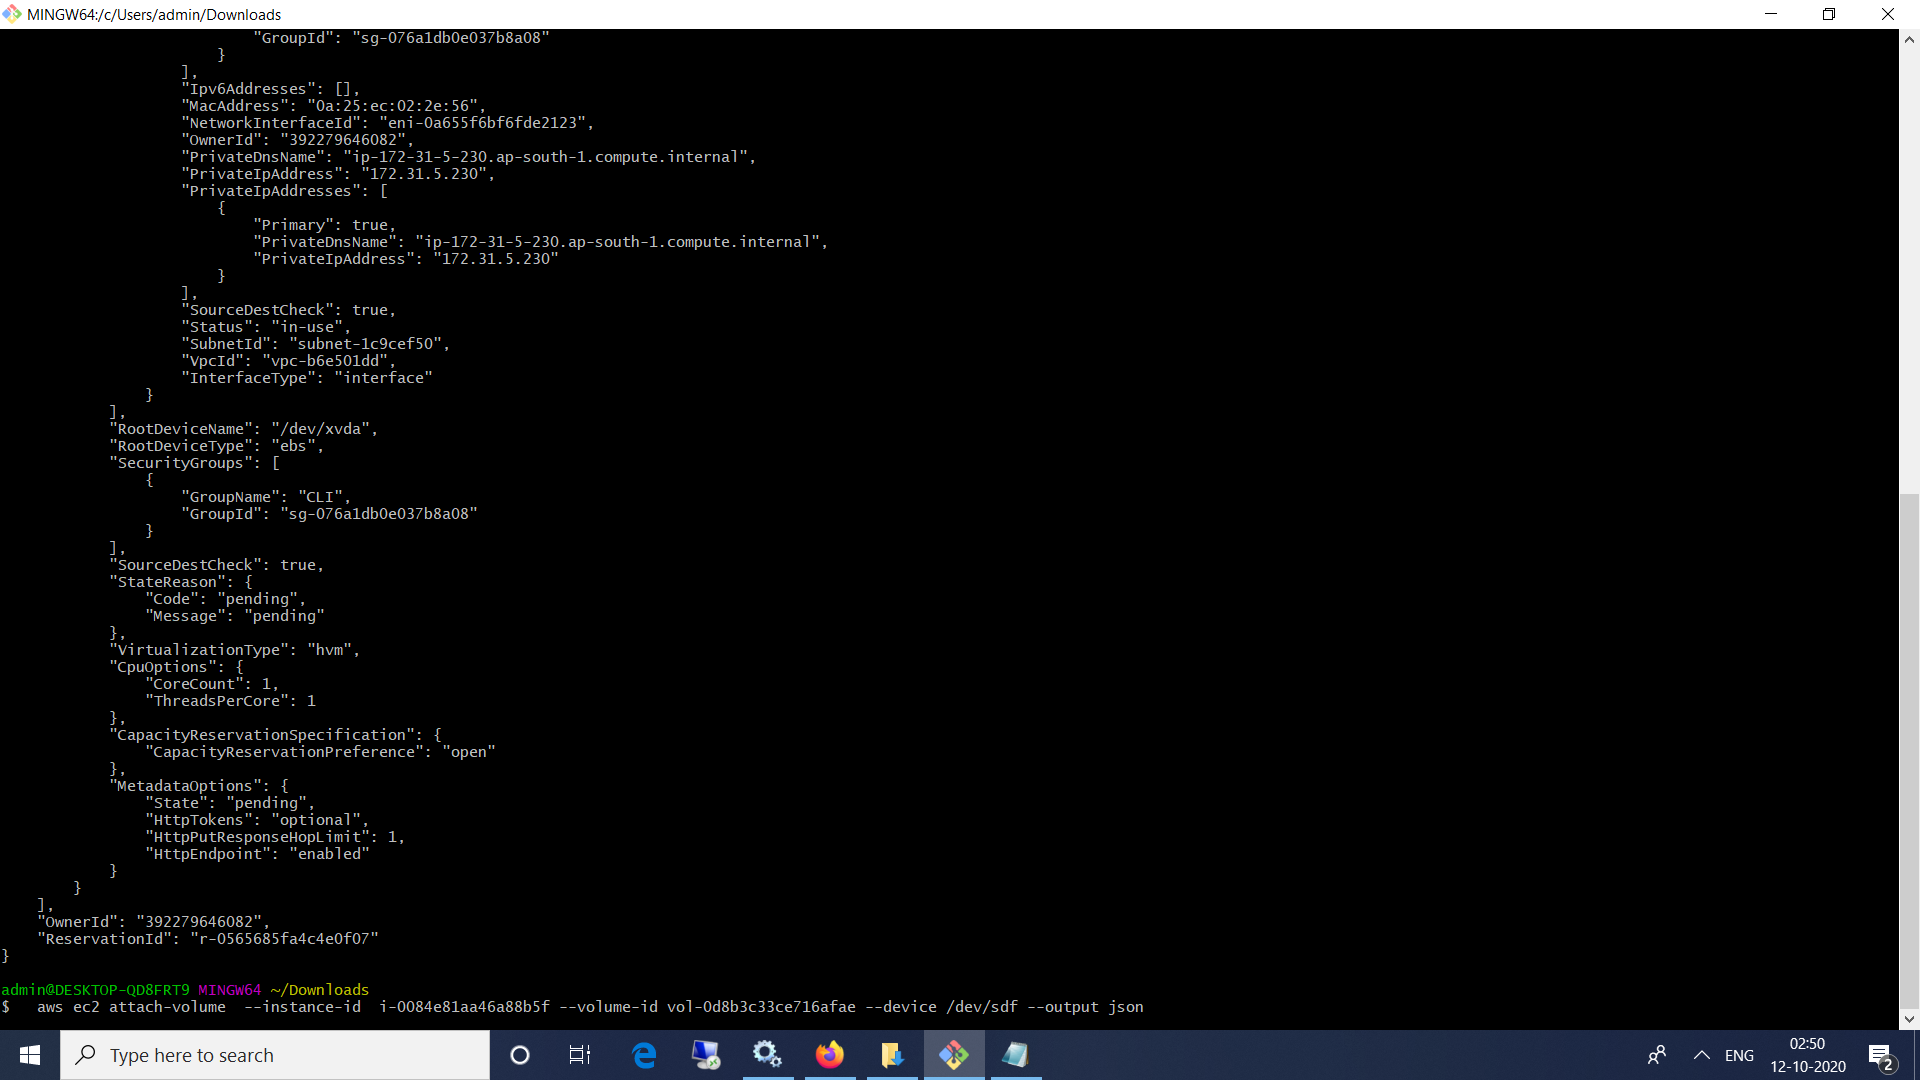 MINGW64:/c/Users/admin/Downloads
                            "GroupId": "sg-076a1db0e037b8a08"
                        }
                    ],
                    "Ipv6Addresses": [],
                    "MacAddress": "0a:25:ec:02:2e:56",
                    "NetworkInterfaceId": "eni-0a655f6bf6fde2123",
                    "OwnerId": "392279646082",
                    "PrivateDnsName": "ip-172-31-5-230.ap-south-1.compute.internal",
                    "PrivateIpAddress": "172.31.5.230",
                    "PrivateIpAddresses": [
                        {
                            "Primary": true,
                            "PrivateDnsName": "ip-172-31-5-230.ap-south-1.compute.internal",
                            "PrivateIpAddress": "172.31.5.230"
                        }
                    ],
                    "SourceDestCheck": true,
                    "Status": "in-use",
                    "SubnetId": "subnet-1c9cef50",
                    "VpcId": "vpc-b6e501dd",
                    "InterfaceType": "interface"
                }
            ],
            "RootDeviceName": "/dev/xvda",
            "RootDeviceType": "ebs",
            "SecurityGroups": [
                {
                    "GroupName": "CLI",
                    "GroupId": "sg-076a1db0e037b8a08"
                }
            ],
            "SourceDestCheck": true,
            "StateReason": {
                "Code": "pending",
                "Message": "pending"
            },
            "VirtualizationType": "hvm",
            "CpuOptions": {
                "CoreCount": 1,
                "ThreadsPerCore": 1
            },
            "CapacityReservationSpecification": {
                "CapacityReservationPreference": "open"
            },
            "MetadataOptions": {
                "State": "pending",
                "HttpTokens": "optional",
                "HttpPutResponseHopLimit": 1,
                "HttpEndpoint": "enabled"
            }
        }
    ],
    "OwnerId": "392279646082",
    "ReservationId": "r-0565685fa4c4e0f07"
}
admin@DESKTOP-QD8FRT9 MINGW64 ~/Downloads
$   aws ec2 attach-volume  --instance-id  i-0084e81aa46a88b5f --volume-id vol-0d8b3c33ce716afae --device /dev/sdf --output json
Type here to search
ENG
02:50
12-10-2020
2